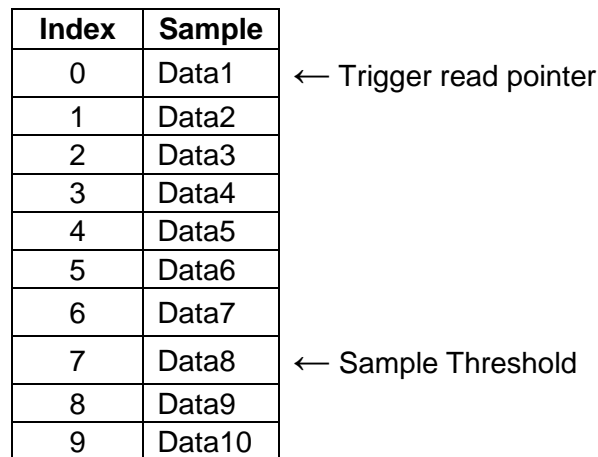 Index Sample
0 Data1 ← Trigger read pointer
1 Data2
2 Data3
3 Data4
4 Data5
5 Data6
6 Data7
7 Data8 ← Sample Threshold
8 Data9
9 Data10